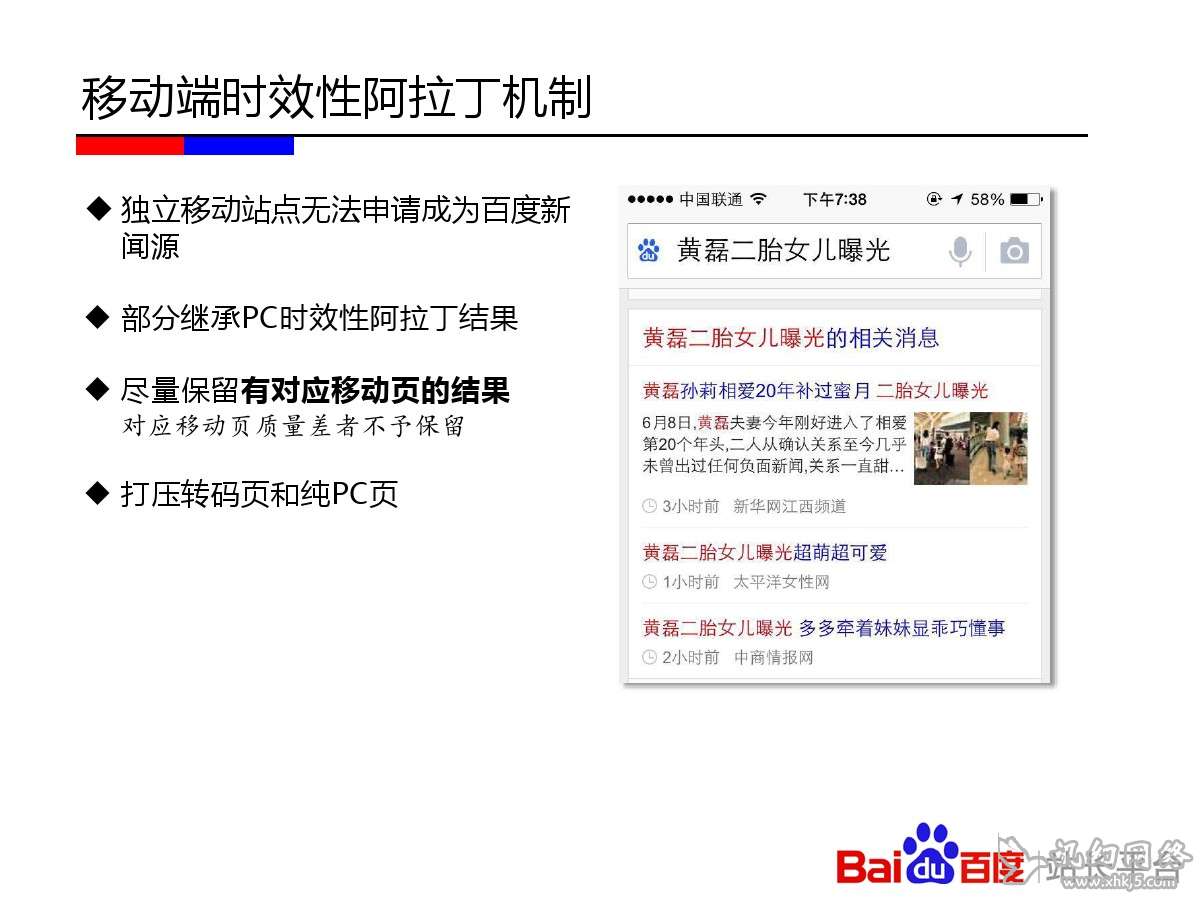 移动端时效性阿拉丁机制
◆ 独立移动站点无法申请成为百度新
闻源
◆ 部分继承PC时效性阿拉丁结果
◆ 尽量保留有对应移动页的结果
对应移动页质量差者不予保留
◆ 打压转码页和纯PC页
中国联通 下午7:38 58%
du 黄磊二胎女儿曝光
黄磊二胎女儿曝光的相关消息
黄磊孙莉相爱20年补过蜜月 二胎女儿曝光
6月8日,黄磊夫妻今年刚好进入了相爱
第20个年头,二人从确认关系至今几乎
未曾出过任何负面新闻,关系一直甜...
3小时前 新华网江西频道
黄磊二胎女儿曝光超萌超可爱
1小时前 太平洋女性网
黄磊二胎女儿曝光 多多牵着妹妹显乖巧懂事
2小时前 中商情报网
Bai du 百度 站长平台
www.xhkj5.com